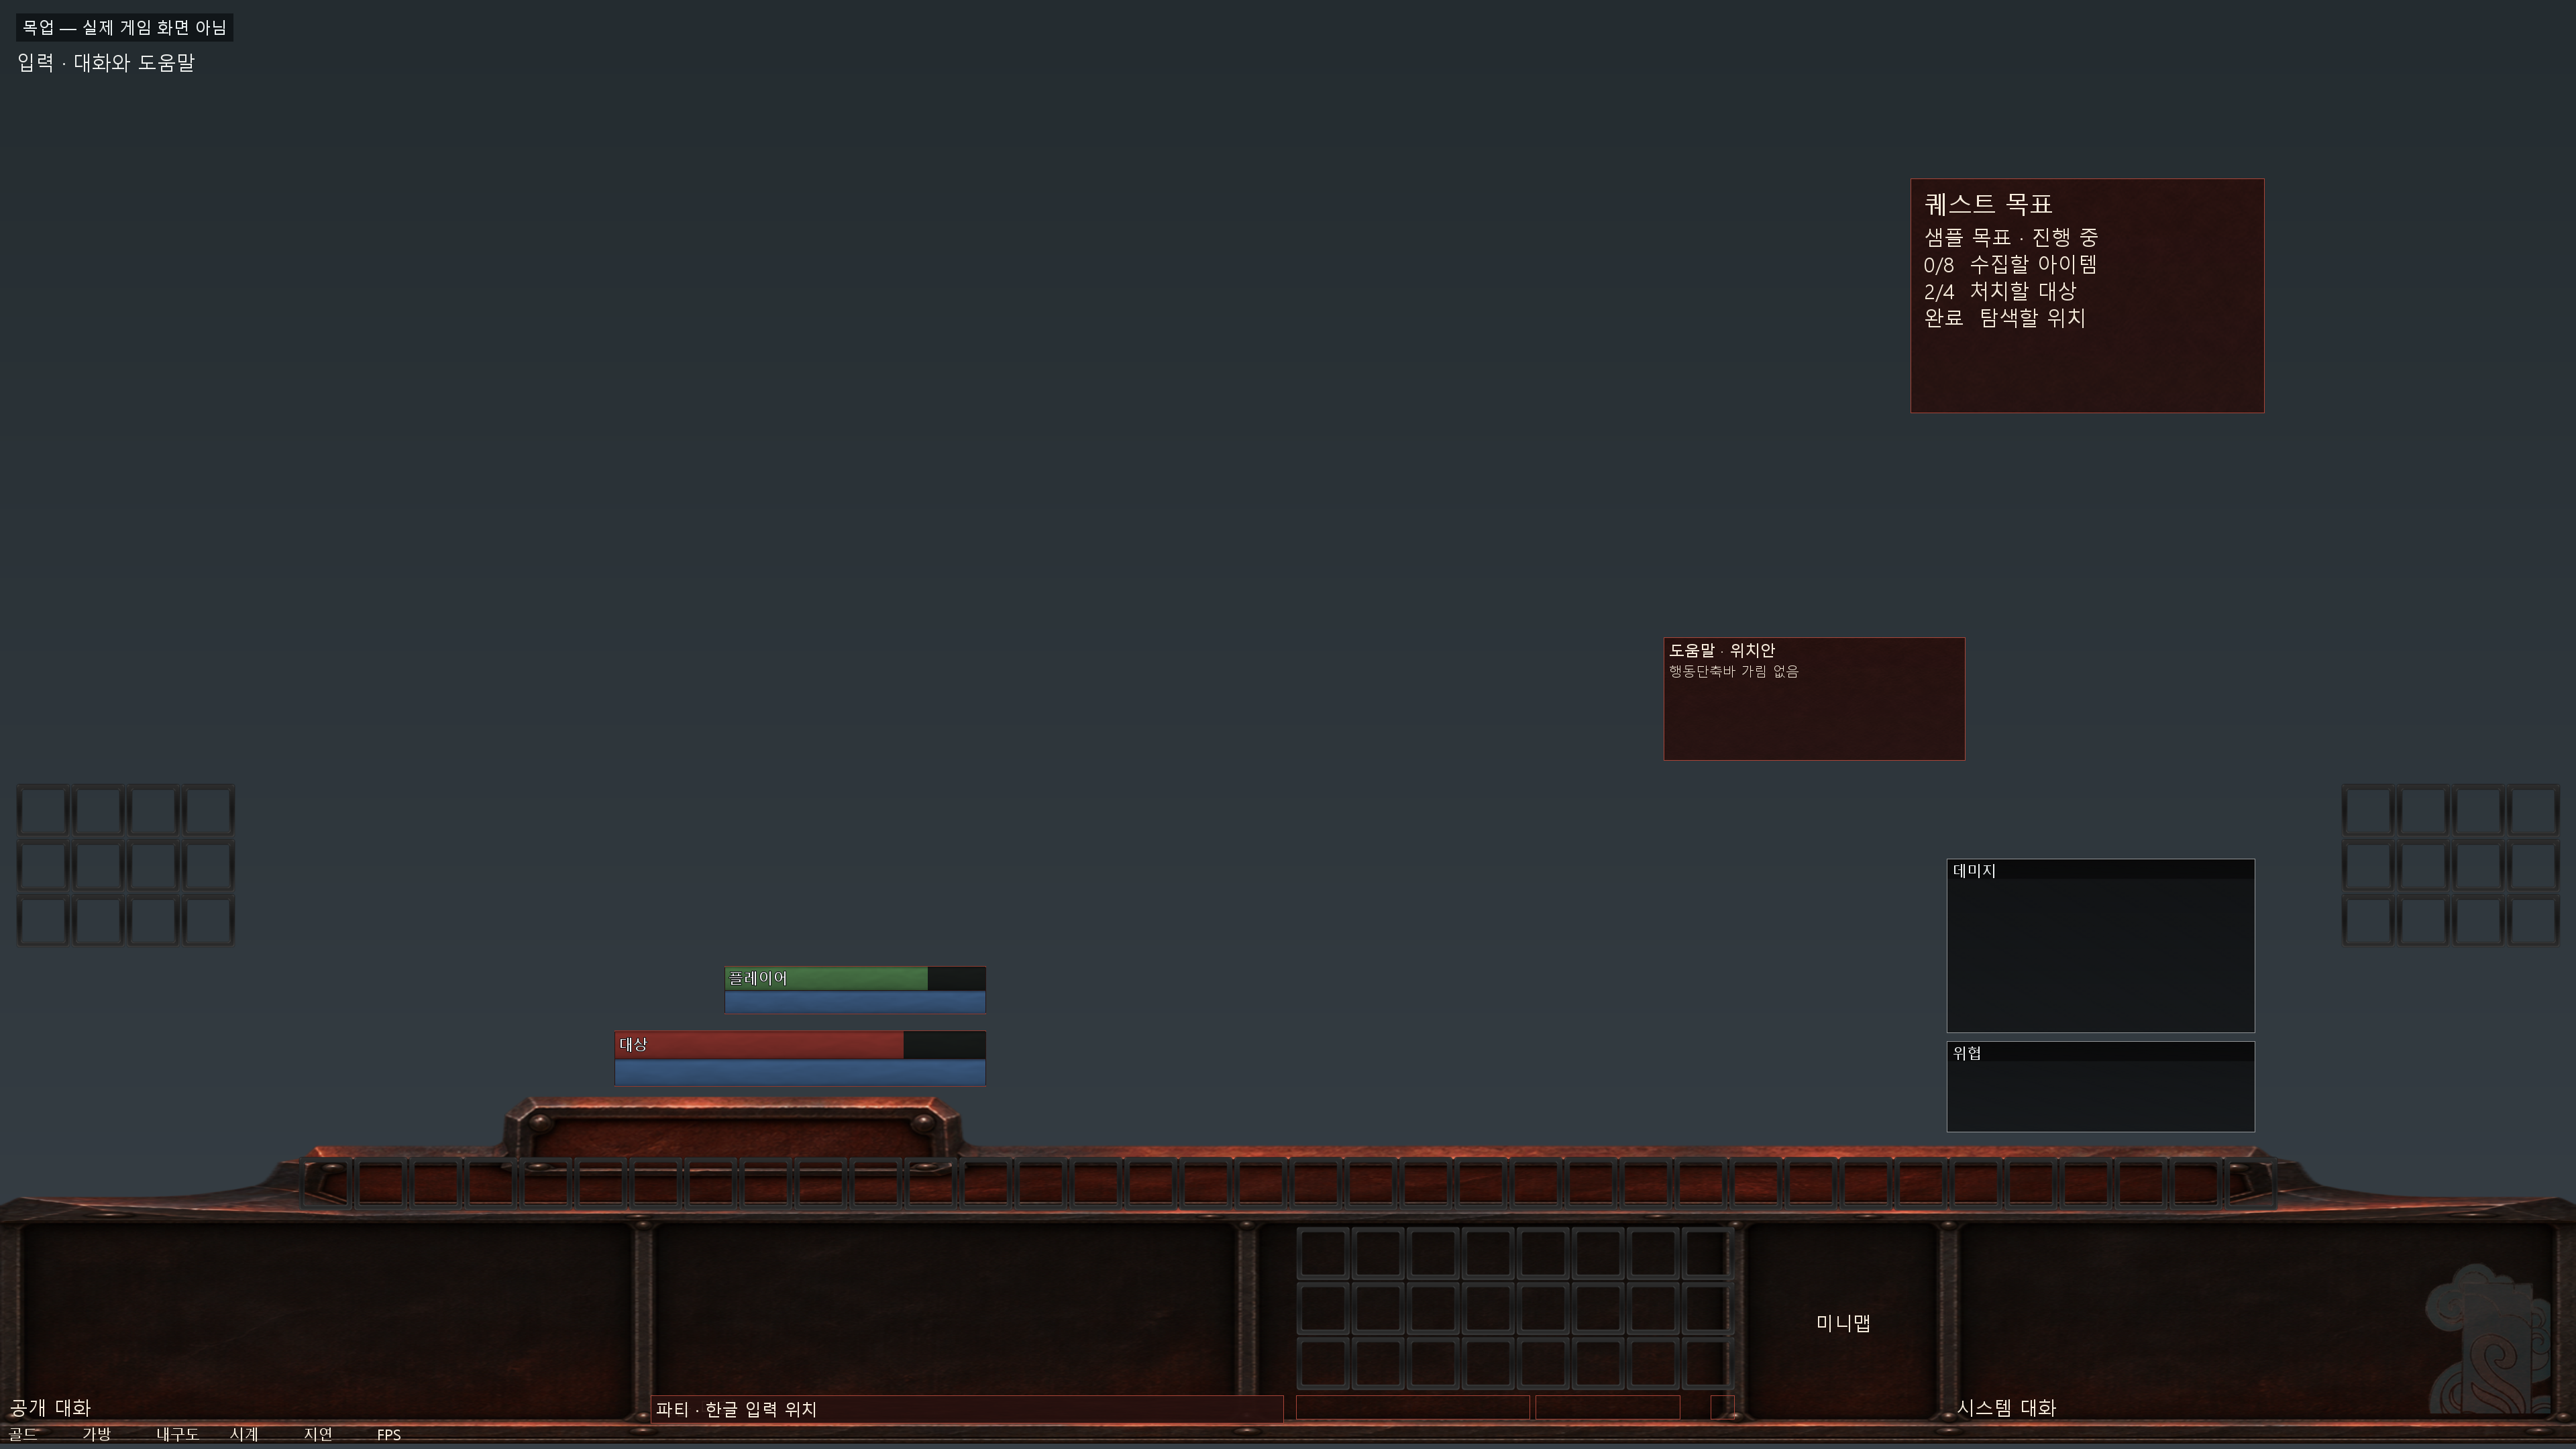 목업 — 실제 게임 화면 아님
입력 · 대화와 도움말
퀘스트 목표
샘플 목표 · 진행 중
0/8 수집할 아이템
2/4 처치할 대상
완료 탐색할 위치
도움말 · 위치안
행동단축바 가림 없음
데미지
위협
플레이어
대상
미니맵
공개 대화
파티 · 한글 입력 위치
시스템 대화
골드 가방 내구도 시계 지연 FPS